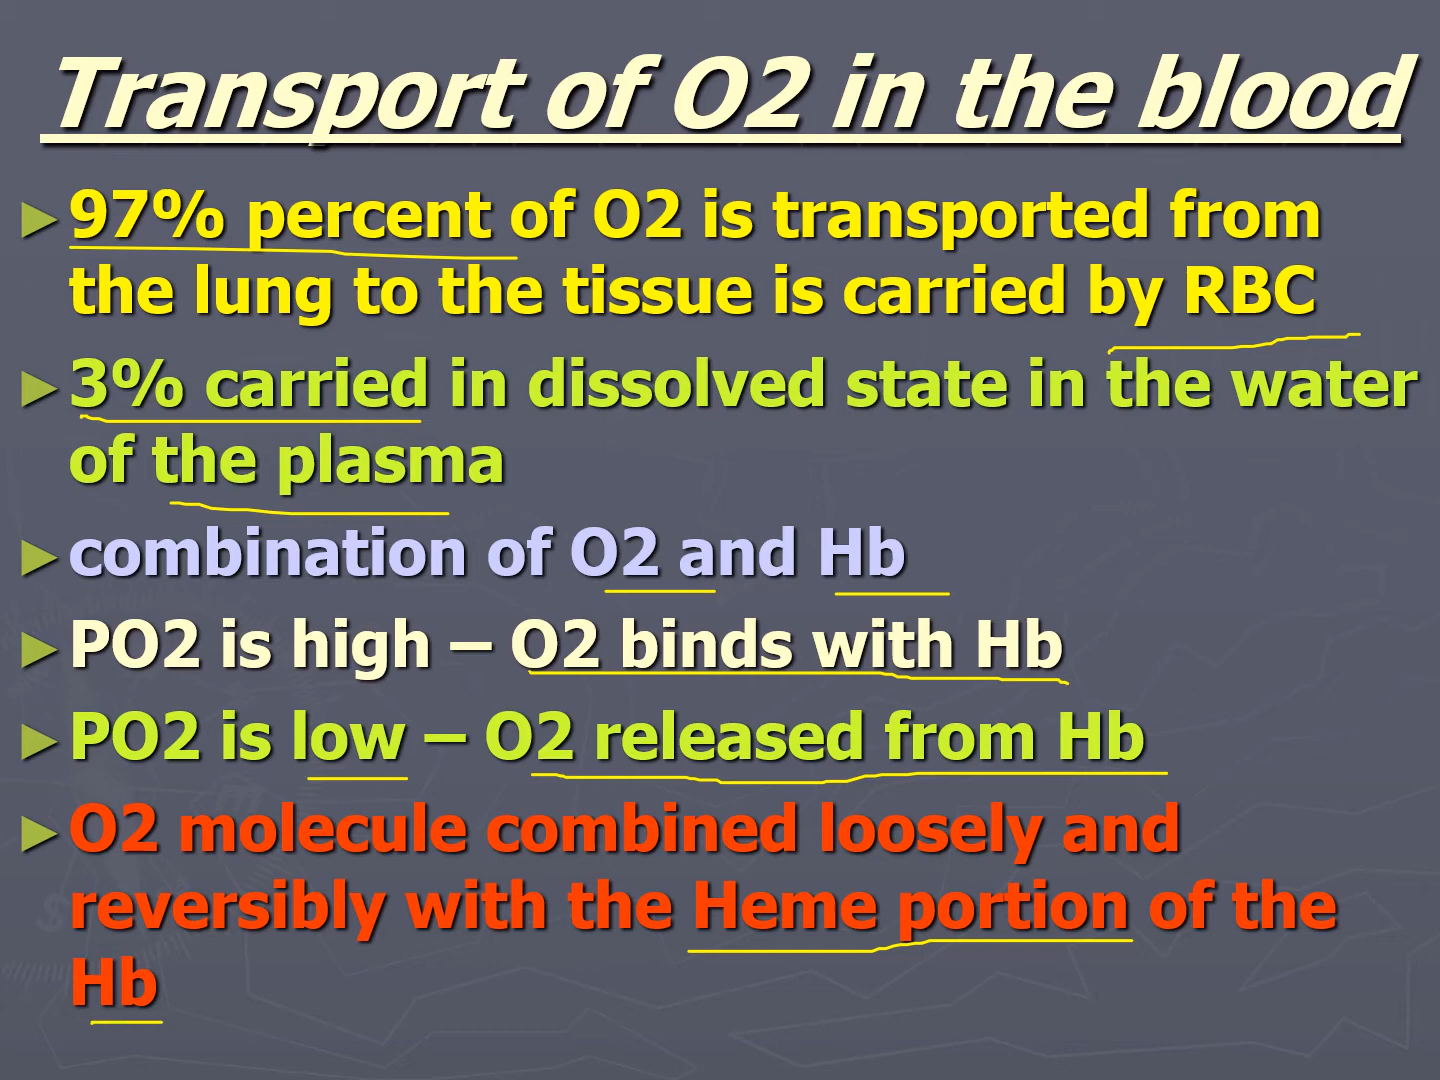 Transport of O2 in the blood
► 97% percent of O2 is transported from
the lung to the tissue is carried by RBC
► 3% carried in dissolved state in the water
of the plasma
► combination of O2 and Hb
► PO2 is high – O2 binds with Hb
► PO2 is low – O2 released from Hb
► O2 molecule combined loosely and
reversibly with the Heme portion of the
Hb